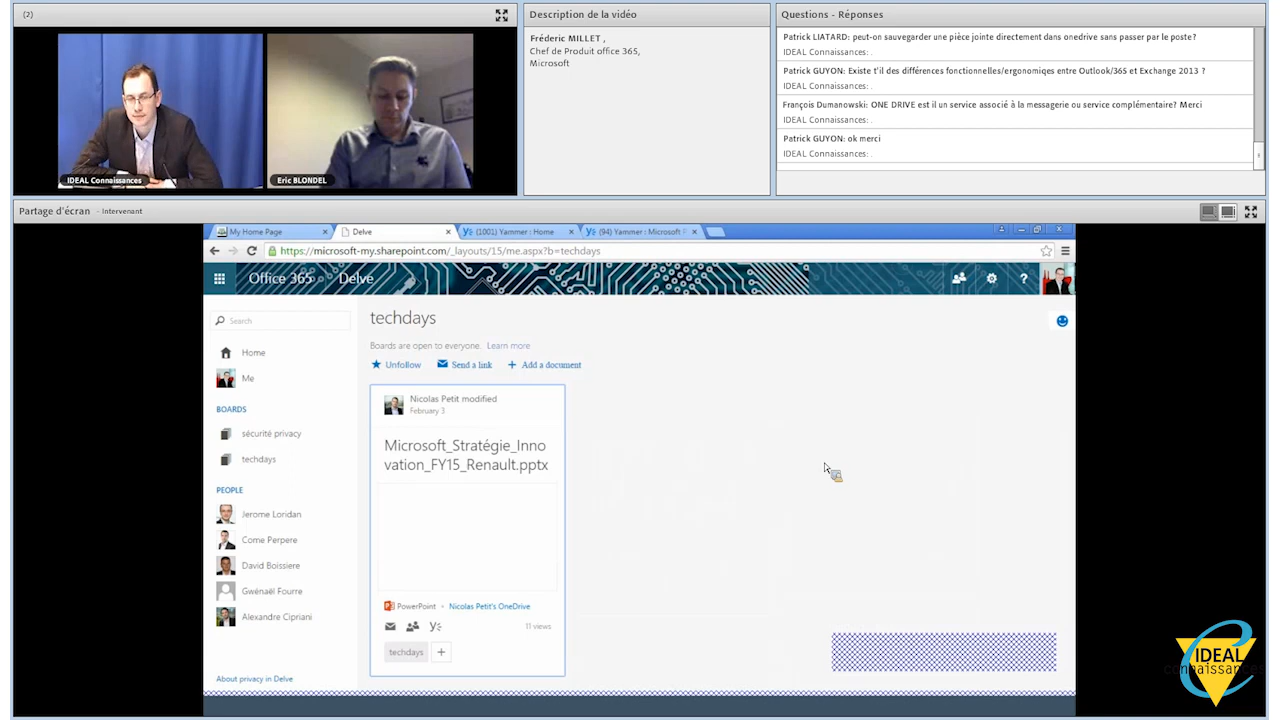 (2)
IDEAL Connaissances
Eric BLONDEL
Description de la vidéo
Fréderic MILLET ,
Chef de Produit office 365,
Microsoft
Questions - Réponses
Patrick LIATARD: peut-on sauvegarder une pièce jointe directement dans onedrive sans passer par le poste?
IDEAL Connaissances: .
Patrick GUYON: Existe t'il des différences fonctionnelles/ergonomiqes entre Outlook/365 et Exchange 2013 ?
IDEAL Connaissances: .
François Dumanowski: ONE DRIVE est il un service associé à la messagerie ou service complémentaire? Merci
IDEAL Connaissances: .
Patrick GUYON: ok merci
IDEAL Connaissances: .
Partage d'écran - Intervenant
My Home Page
Delve
(1001) Yammer : Home
(94) Yammer : Microsoft
https://microsoft-my.sharepoint.com/_layouts/15/me.aspx?b=techdays
Office 365
Delve
Search
Home
Me
BOARDS
sécurité privacy
techdays
PEOPLE
Jerome Loridan
Come Perpere
David Boissiere
Gwénaël Fourre
Alexandre Cipriani
About privacy in Delve
techdays
Boards are open to everyone. Learn more
Unfollow
Send a link
+ Add a document
Nicolas Petit modified
February 3
Microsoft_Stratégie_Inno
vation_FY15_Renault.pptx
PowerPoint • Nicolas Petit's OneDrive
11 views
techdays
+
IDEAL
connaissances